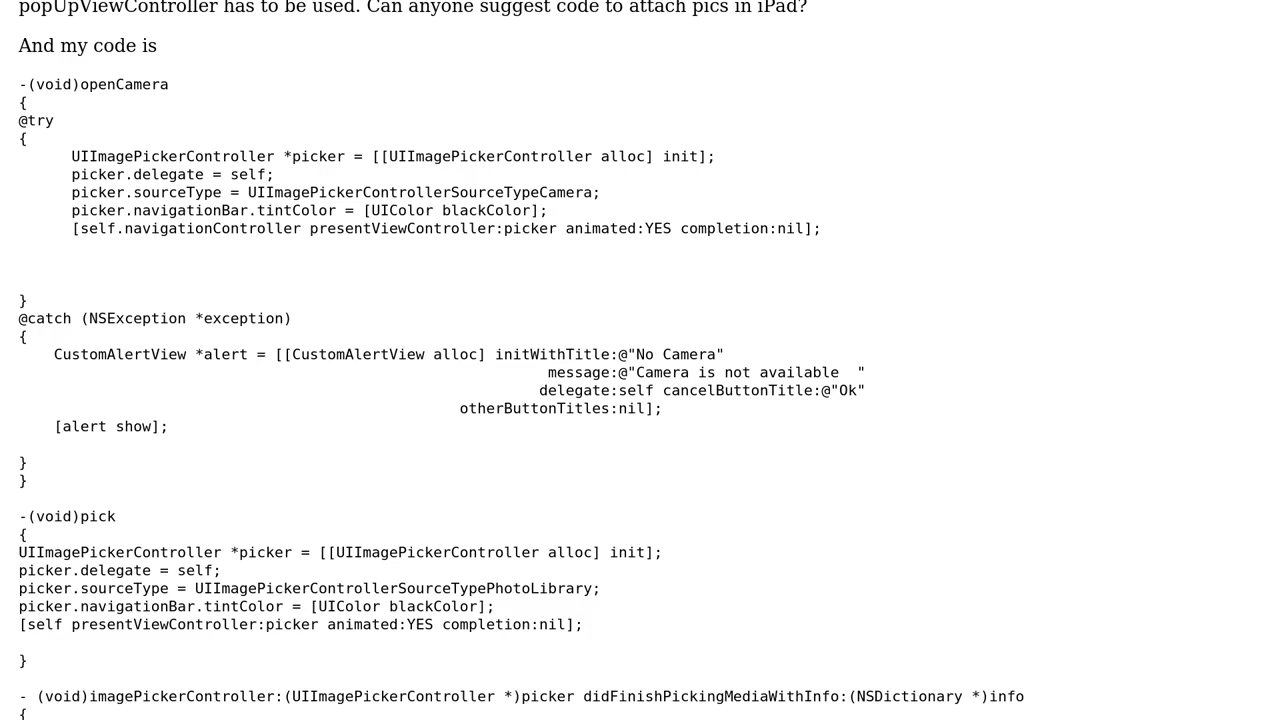 popUpViewController has to be used. Can anyone suggest code to attach pics in iPad?
And my code is
-(void)openCamera
{
@try
{
      UIImagePickerController *picker = [[UIImagePickerController alloc] init];
      picker.delegate = self;
      picker.sourceType = UIImagePickerControllerSourceTypeCamera;
      picker.navigationBar.tintColor = [UIColor blackColor];
      [self.navigationController presentViewController:picker animated:YES completion:nil];
}
@catch (NSException *exception)
{
    CustomAlertView *alert = [[CustomAlertView alloc] initWithTitle:@"No Camera"
                                                            message:@"Camera is not available  "
                                                           delegate:self cancelButtonTitle:@"Ok"
                                                  otherButtonTitles:nil];
    [alert show];
}
}
-(void)pick
{
UIImagePickerController *picker = [[UIImagePickerController alloc] init];
picker.delegate = self;
picker.sourceType = UIImagePickerControllerSourceTypePhotoLibrary;
picker.navigationBar.tintColor = [UIColor blackColor];
[self presentViewController:picker animated:YES completion:nil];
}
- (void)imagePickerController:(UIImagePickerController *)picker didFinishPickingMediaWithInfo:(NSDictionary *)info
{